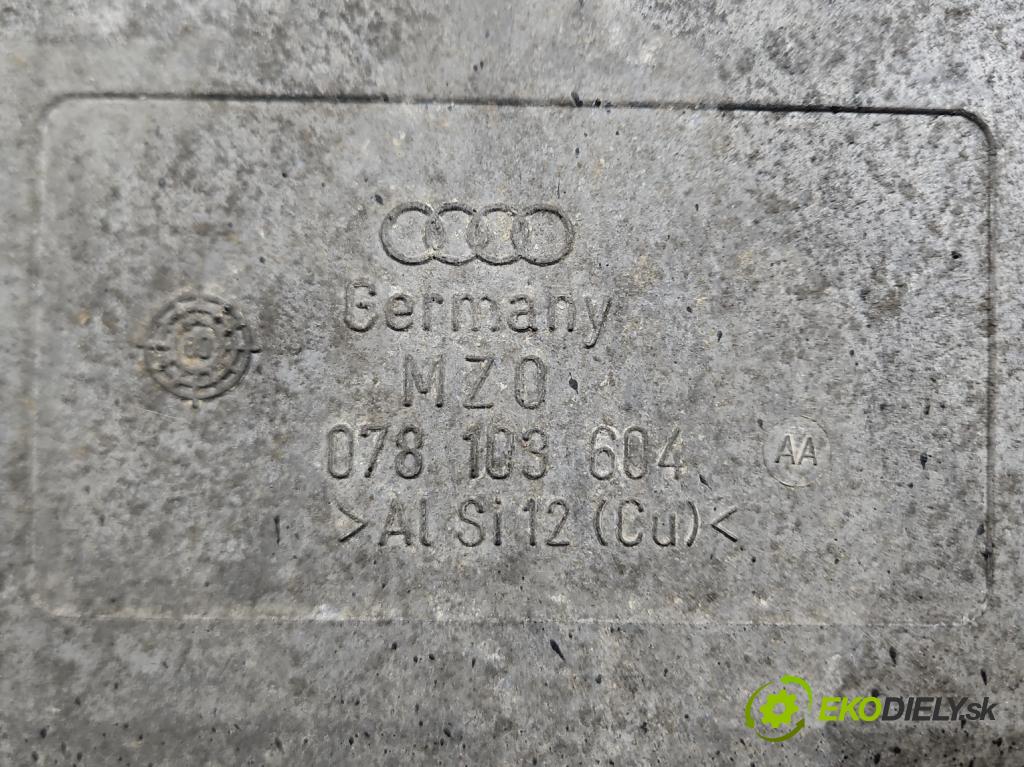 Germany
MZO
078 103 604 AA
>Al Si 12 (Cu)<
EKODIELY.sk